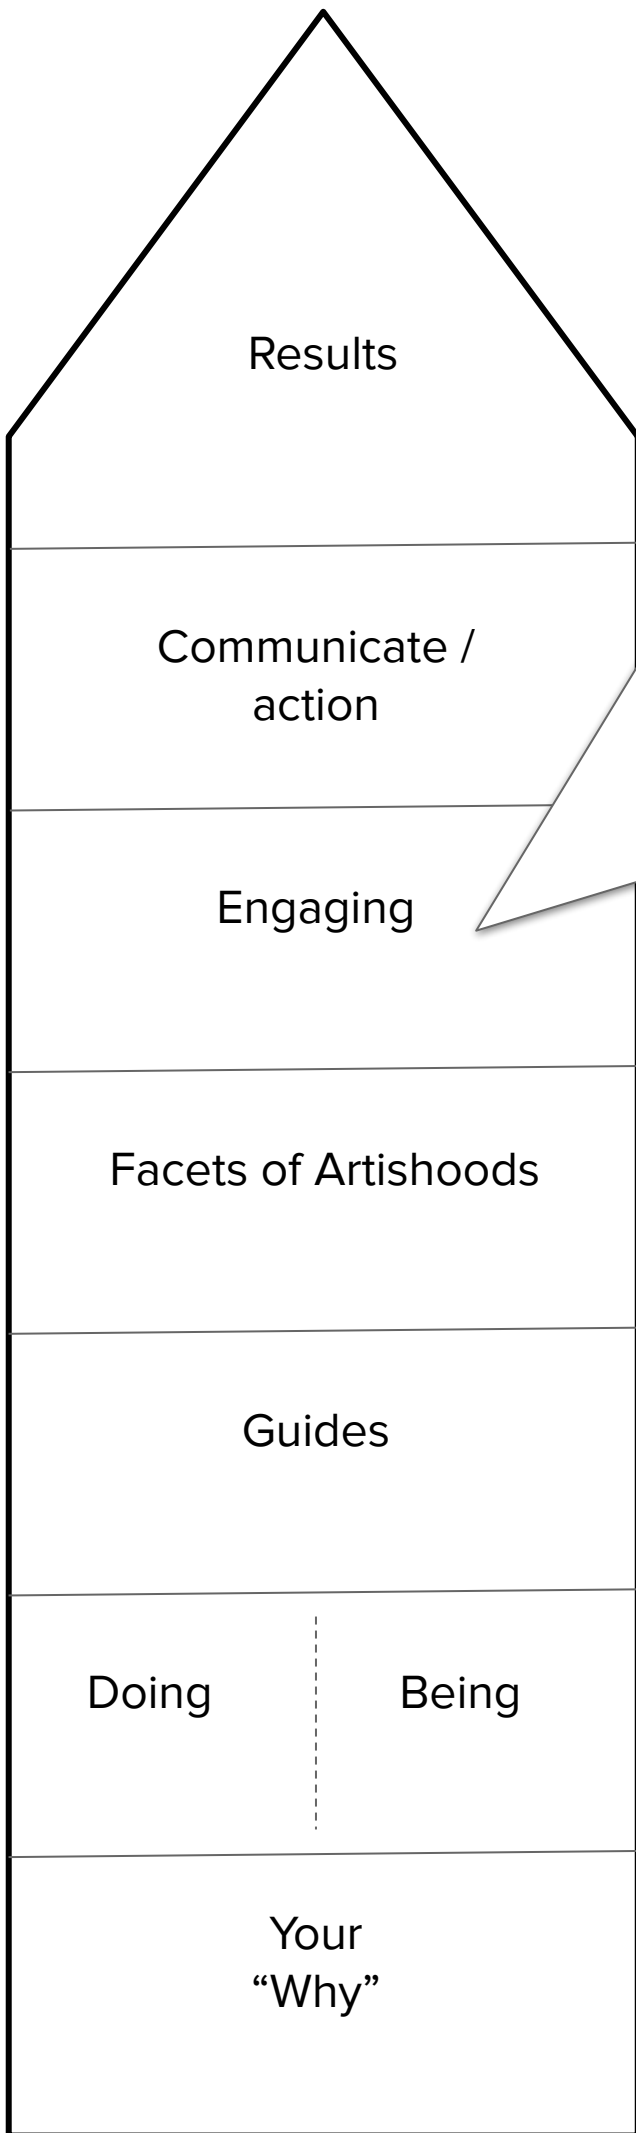 Results
Communicate /
action
Engaging
Facets of Artishoods
Guides
Doing Being
Your
“Why”